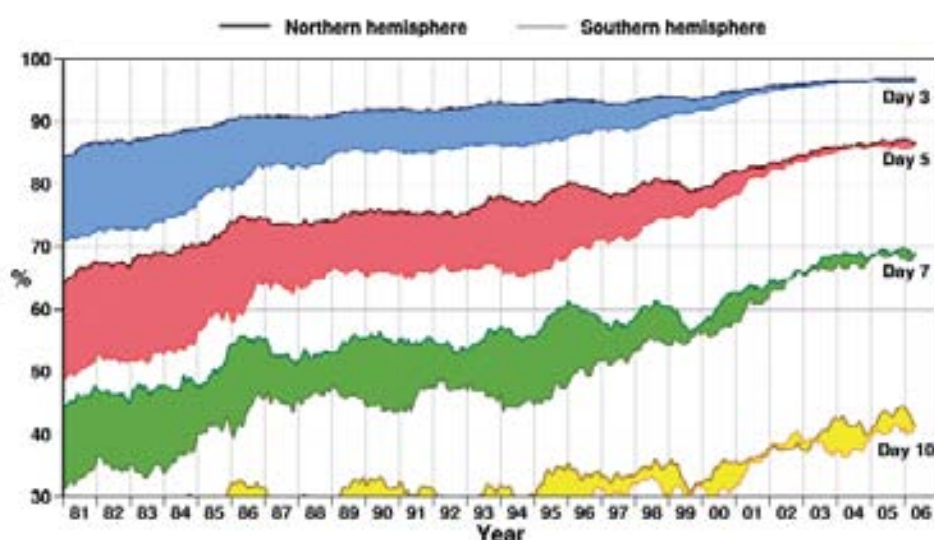 Northern hemisphere Southern hemisphere
100
90
80
70
60
50
40
30
%
Day 3
Day 5
Day 7
Day 10
81 82 83 84 85 86 87 88 89 90 91 92 93 94 95 96 97 98 99 00 01 02 03 04 05 06
Year